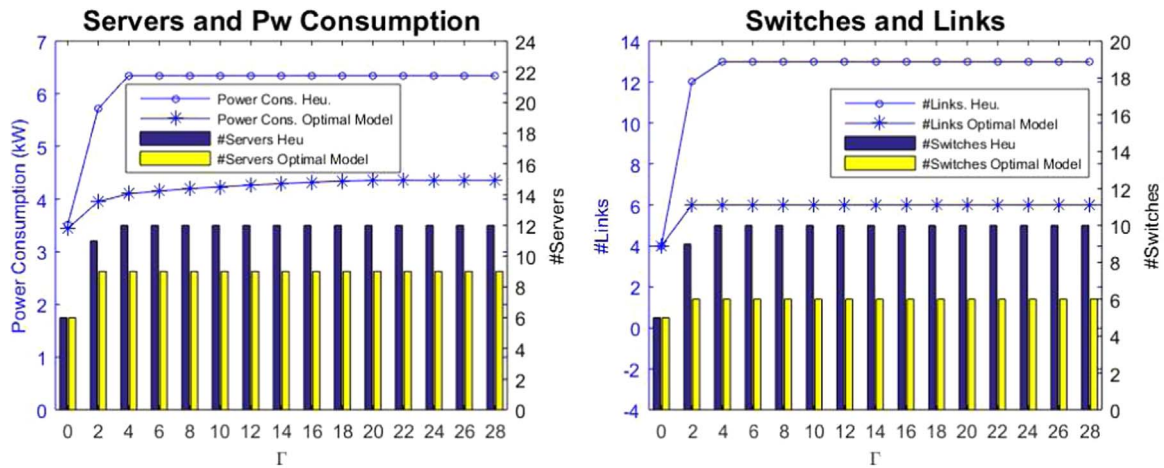 Servers and Pw Consumption
7
6
5
4
3
2
1
0
Power Consumption (kW)
24
22
20
18
16
14
12
10
8
6
4
2
0
#Servers
Power Cons. Heu.
Power Cons. Optimal Model
#Servers Heu
#Servers Optimal Model
0 2 4 6 8 10 12 14 16 18 20 22 24 26 28
Γ
Switches and Links
14
12
10
8
6
4
2
0
-2
-4
#Links
20
18
16
14
12
10
8
6
4
2
0
#Switches
#Links. Heu.
#Links Optimal Model
#Switches Heu
#Switches Optimal Model
0 2 4 6 8 10 12 14 16 18 20 22 24 26 28
Γ